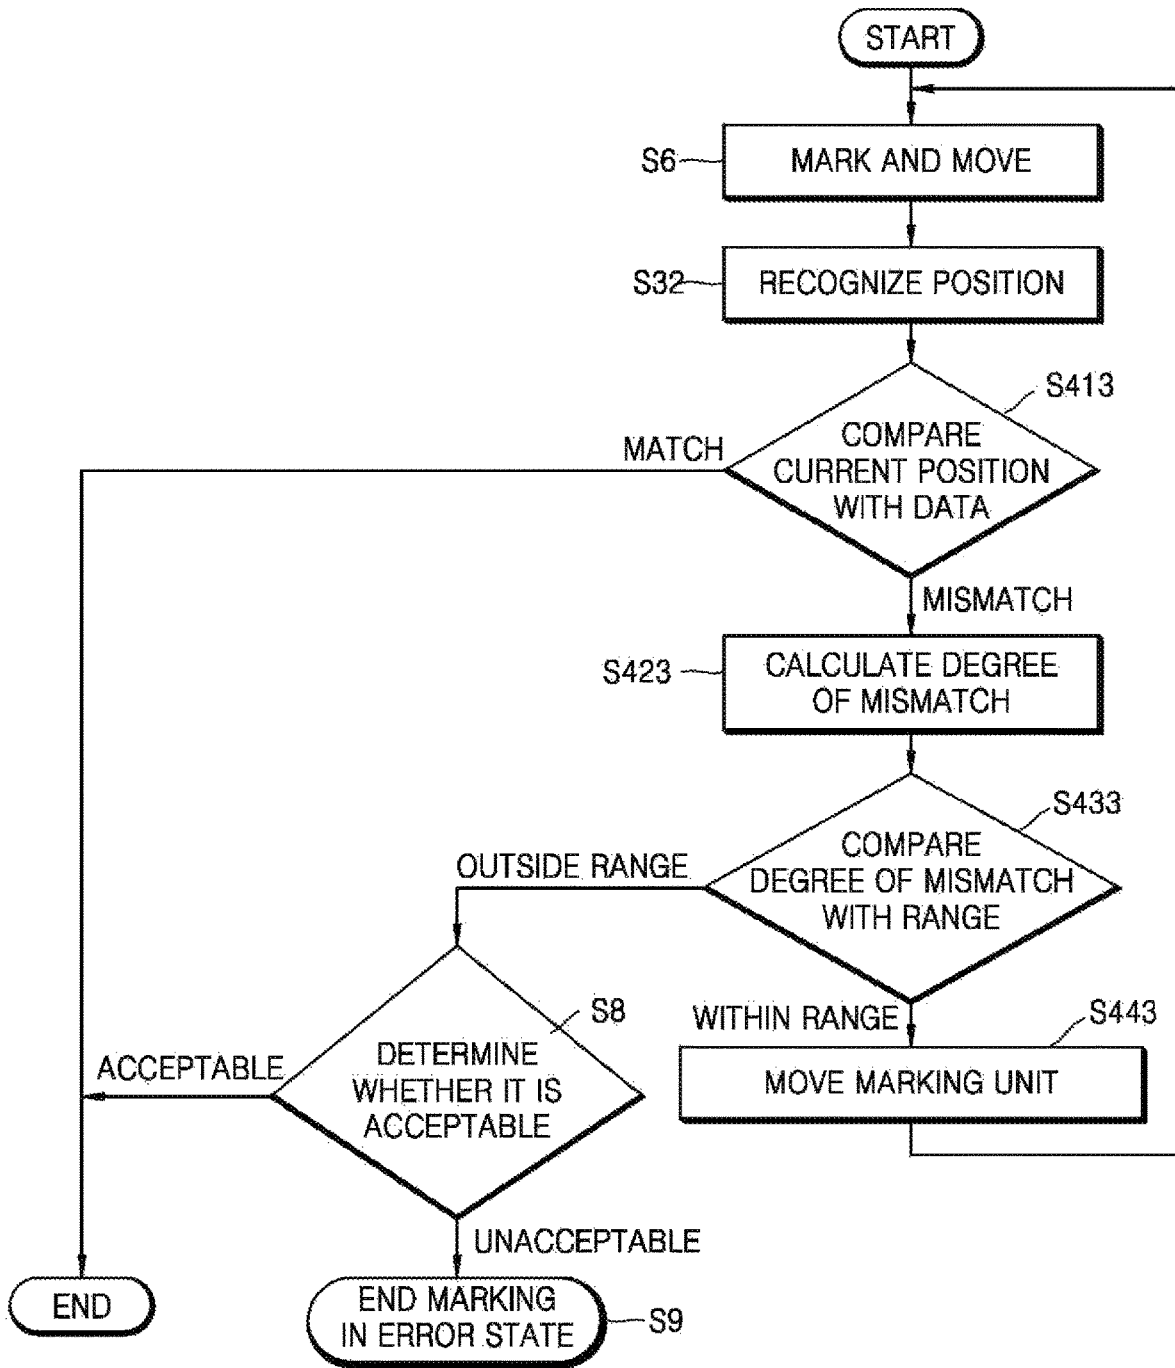 START
S6
MARK AND MOVE
S32
RECOGNIZE POSITION
S413
COMPARE
CURRENT POSITION
WITH DATA
MATCH
MISMATCH
S423
CALCULATE DEGREE
OF MISMATCH
S433
COMPARE
DEGREE OF MISMATCH
WITH RANGE
OUTSIDE RANGE
WITHIN RANGE
S443
MOVE MARKING UNIT
S8
DETERMINE
WHETHER IT IS
ACCEPTABLE
ACCEPTABLE
UNACCEPTABLE
END
END MARKING
IN ERROR STATE
S9